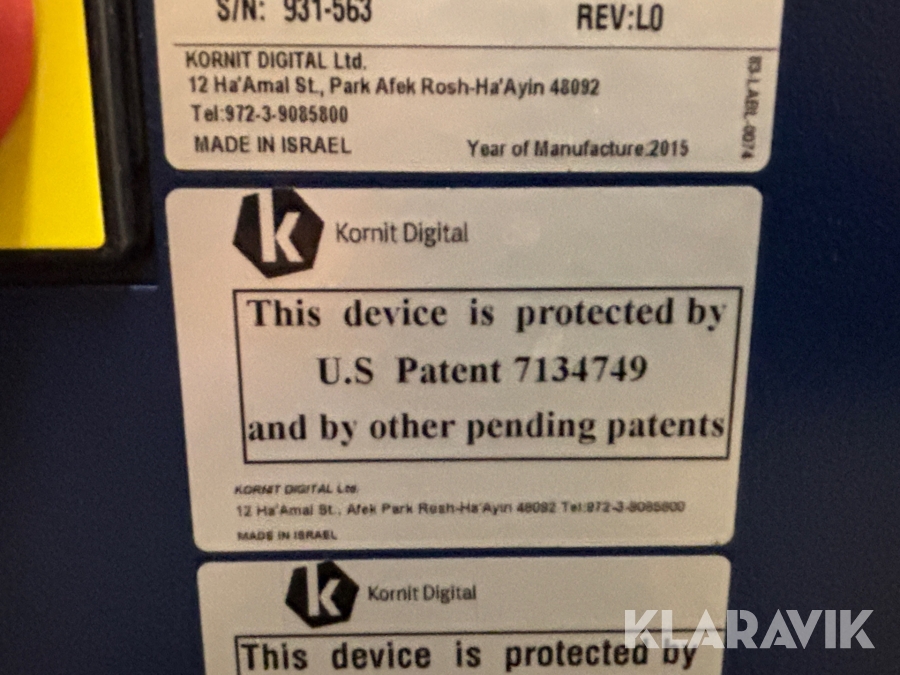 S/N: 931-563 REV:L0
KORNIT DIGITAL Ltd.
12 Ha'Amal St., Park Afek Rosh-Ha'Ayin 48092
Tel:972-3-9085800
MADE IN ISRAEL Year of Manufacture:2015
83-LABL-0074
k Kornit Digital
This device is protected by
U.S Patent 7134749
and by other pending patents
KORNIT DIGITAL Ltd.
12 Ha'Amal St., Afek Park Rosh-Ha'Ayin 48092 Tel:972-3-9085800
MADE IN ISRAEL
k Kornit Digital
This device is protected by
KLARAVIK